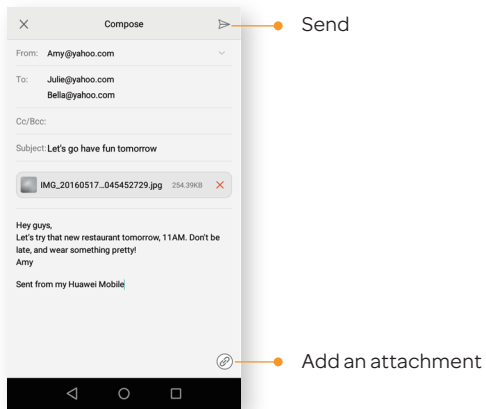 Compose
Send
From: Amy@yahoo.com
To: Julie@yahoo.com
Bella@yahoo.com
Cc/Bcc:
Subject: Let's go have fun tomorrow
IMG_20160517...045452729.jpg 254.39KB
Hey guys,
Let's try that new restaurant tomorrow, 11AM. Don't be
late, and wear something pretty!
Amy
Sent from my Huawei Mobile
Add an attachment